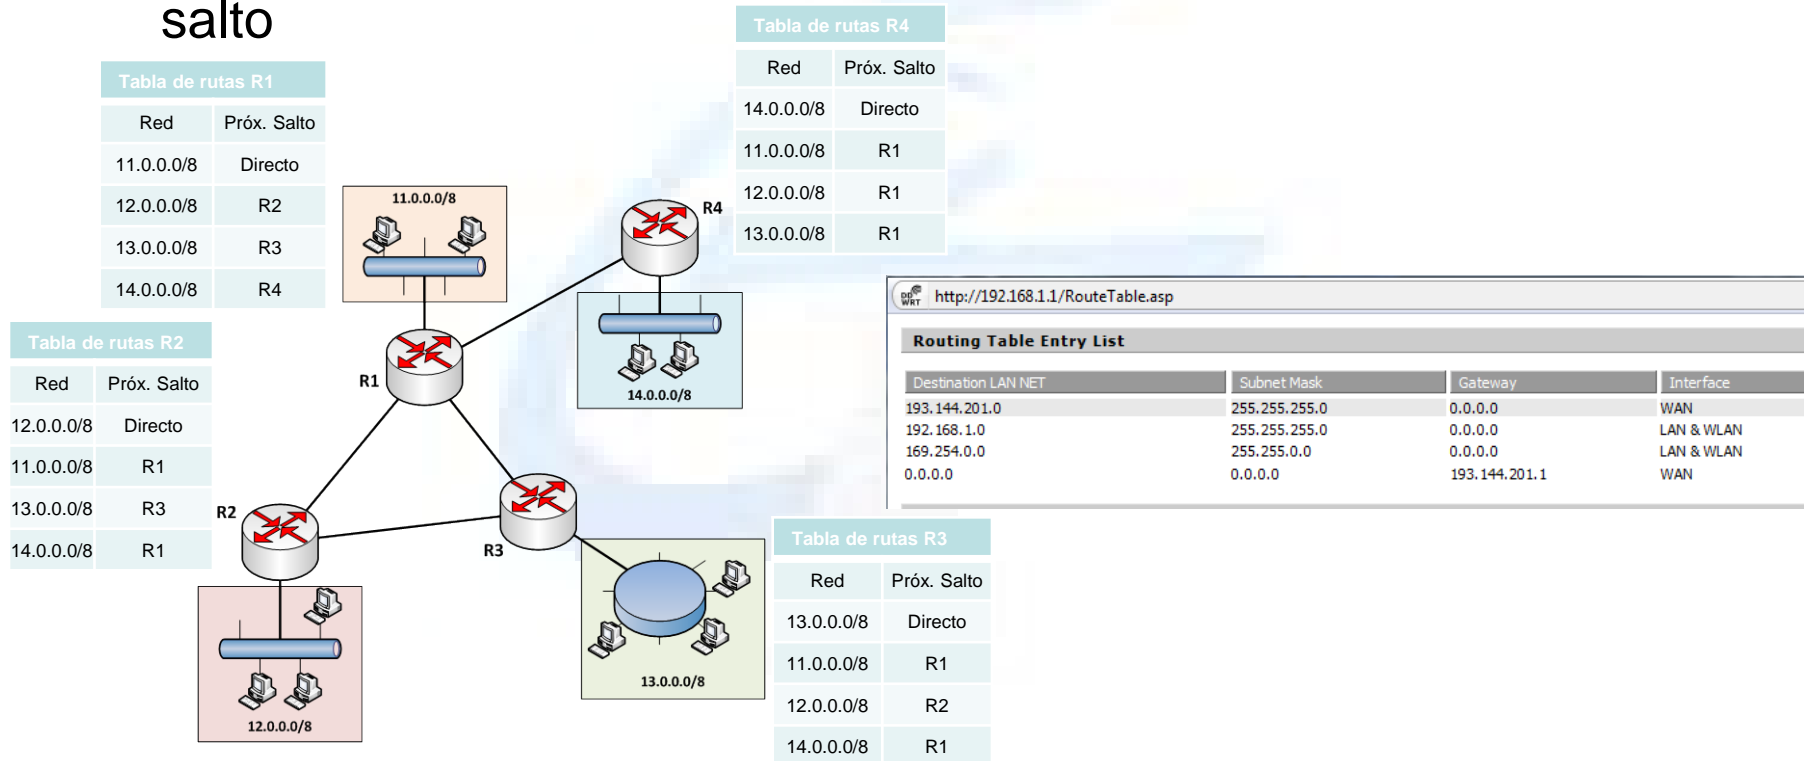 salto
Tabla de rutas R1
Red Próx. Salto
11.0.0.0/8 Directo
12.0.0.0/8 R2
13.0.0.0/8 R3
14.0.0.0/8 R4
Tabla de rutas R4
Red Próx. Salto
14.0.0.0/8 Directo
11.0.0.0/8 R1
12.0.0.0/8 R1
13.0.0.0/8 R1
11.0.0.0/8
R4
14.0.0.0/8
R1
Tabla de rutas R2
Red Próx. Salto
12.0.0.0/8 Directo
11.0.0.0/8 R1
13.0.0.0/8 R3
14.0.0.0/8 R1
R2
R3
12.0.0.0/8
13.0.0.0/8
DD WRT http://192.168.1.1/RouteTable.asp
Routing Table Entry List
Destination LAN NET Subnet Mask Gateway Interface
193.144.201.0 255.255.255.0 0.0.0.0 WAN
192.168.1.0 255.255.255.0 0.0.0.0 LAN & WLAN
169.254.0.0 255.255.0.0 0.0.0.0 LAN & WLAN
0.0.0.0 0.0.0.0 193.144.201.1 WAN
Tabla de rutas R3
Red Próx. Salto
13.0.0.0/8 Directo
11.0.0.0/8 R1
12.0.0.0/8 R2
14.0.0.0/8 R1